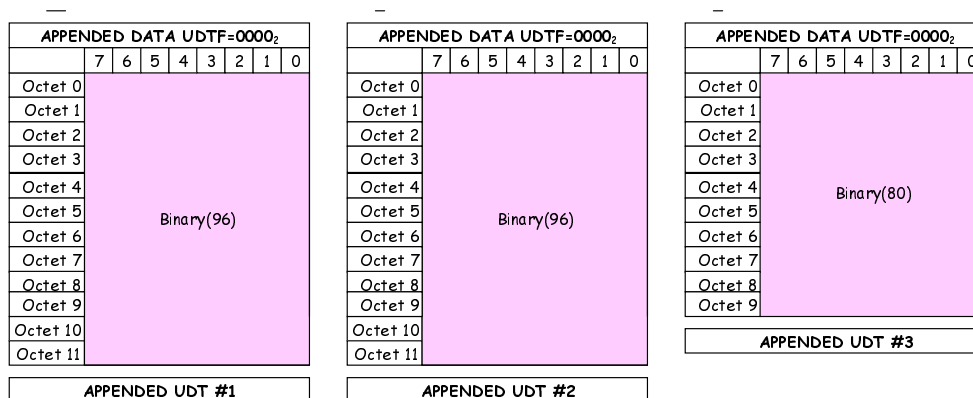 APPENDED DATA UDTF=0000₂
7 6 5 4 3 2 1 0
Octet 0
Octet 1
Octet 2
Octet 3
Octet 4
Octet 5
Octet 6
Octet 7
Octet 8
Octet 9
Octet 10
Octet 11
Binary(96)
APPENDED UDT #1
APPENDED DATA UDTF=0000₂
7 6 5 4 3 2 1 0
Octet 0
Octet 1
Octet 2
Octet 3
Octet 4
Octet 5
Octet 6
Octet 7
Octet 8
Octet 9
Octet 10
Octet 11
Binary(96)
APPENDED UDT #2
APPENDED DATA UDTF=0000₂
7 6 5 4 3 2 1 0
Octet 0
Octet 1
Octet 2
Octet 3
Octet 4
Octet 5
Octet 6
Octet 7
Octet 8
Octet 9
Binary(80)
APPENDED UDT #3